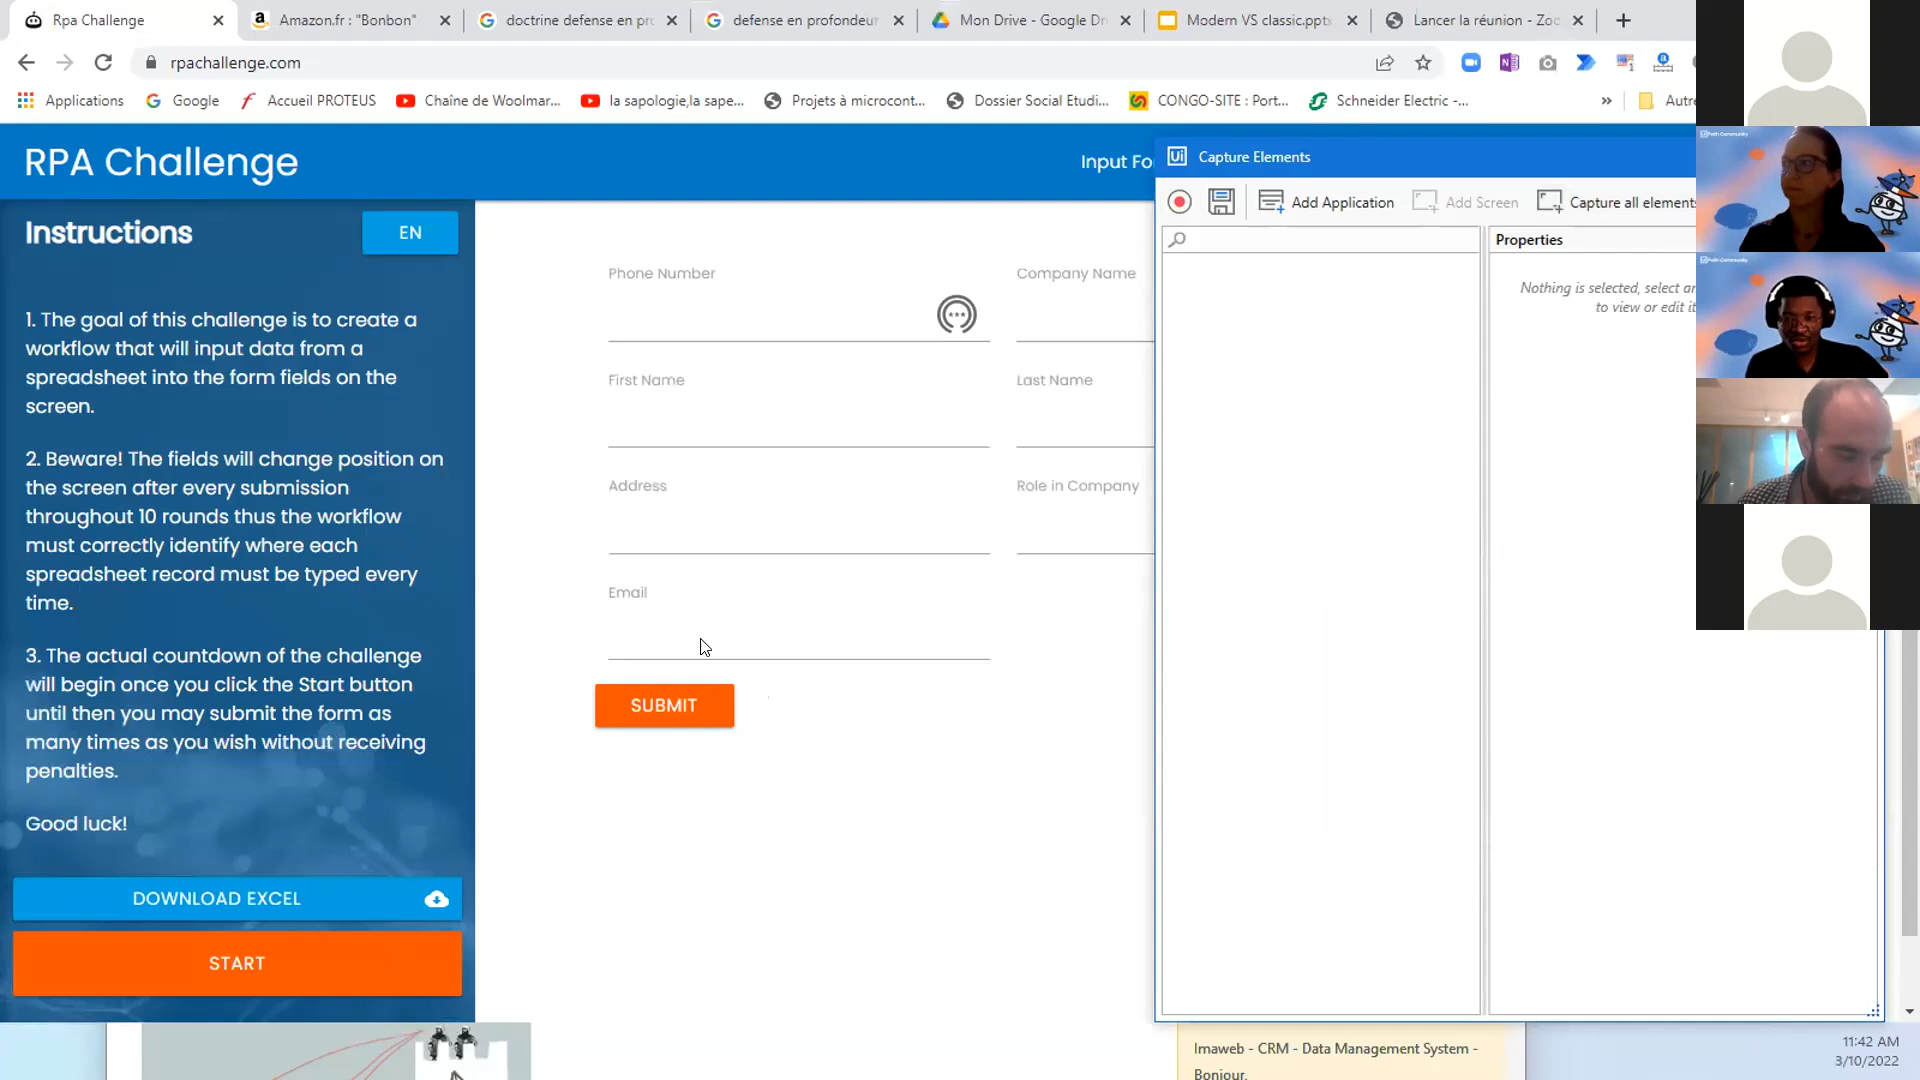 Rpa Challenge
Amazon.fr : "Bonbon"
doctrine defense en pro
defense en profondeur
Mon Drive - Google Dr
Modern VS classic.pptx
Lancer la réunion - Zoo
rpachallenge.com
Applications
Google
Accueil PROTEUS
Chaîne de Woolmar...
la sapologie,la sape...
Projets à microcont...
Dossier Social Etudi...
CONGO-SITE : Port...
Schneider Electric -...
»
Autre
RPA Challenge
Input Fo
Instructions
EN
1. The goal of this challenge is to create a
workflow that will input data from a
spreadsheet into the form fields on the
screen.
2. Beware! The fields will change position on
the screen after every submission
throughout 10 rounds thus the workflow
must correctly identify where each
spreadsheet record must be typed every
time.
3. The actual countdown of the challenge
will begin once you click the Start button
until then you may submit the form as
many times as you wish without receiving
penalties.
Good luck!
DOWNLOAD EXCEL
START
Phone Number
Company Name
First Name
Last Name
Address
Role in Company
Email
SUBMIT
Ui
Capture Elements
Add Application
Add Screen
Capture all elements
Properties
Nothing is selected, select an
to view or edit it
Imaweb - CRM - Data Management System -
Bonjour,
11:42 AM
3/10/2022